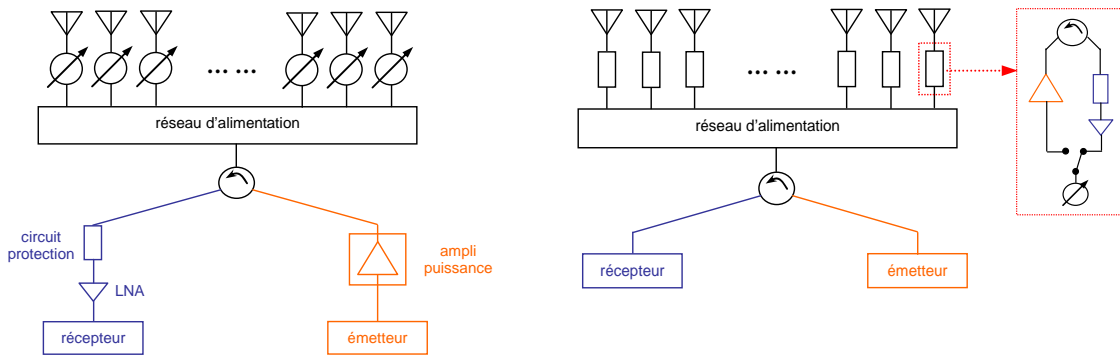 ... ...
réseau d'alimentation
circuit
protection
LNA
récepteur
ampli
puissance
émetteur
... ...
réseau d'alimentation
récepteur
émetteur